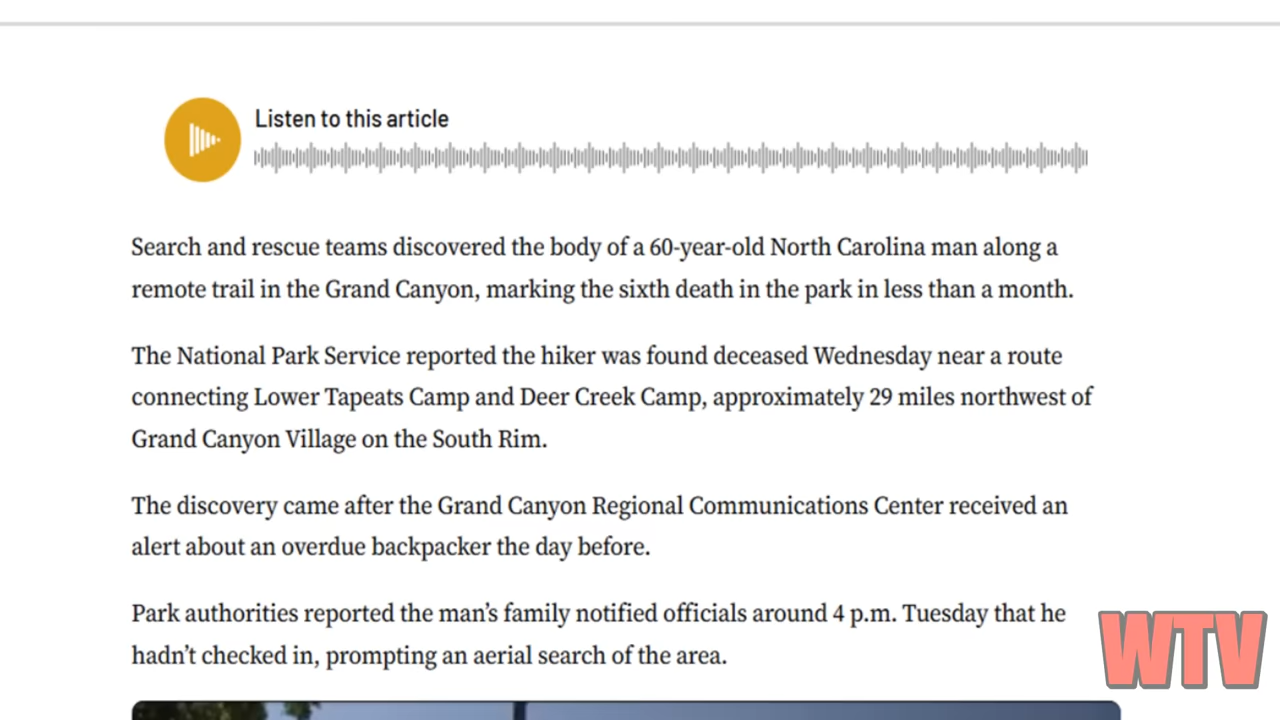 Listen to this article
Search and rescue teams discovered the body of a 60-year-old North Carolina man along a
remote trail in the Grand Canyon, marking the sixth death in the park in less than a month.
The National Park Service reported the hiker was found deceased Wednesday near a route
connecting Lower Tapeats Camp and Deer Creek Camp, approximately 29 miles northwest of
Grand Canyon Village on the South Rim.
The discovery came after the Grand Canyon Regional Communications Center received an
alert about an overdue backpacker the day before.
Park authorities reported the man’s family notified officials around 4 p.m. Tuesday that he
hadn’t checked in, prompting an aerial search of the area.
WTV